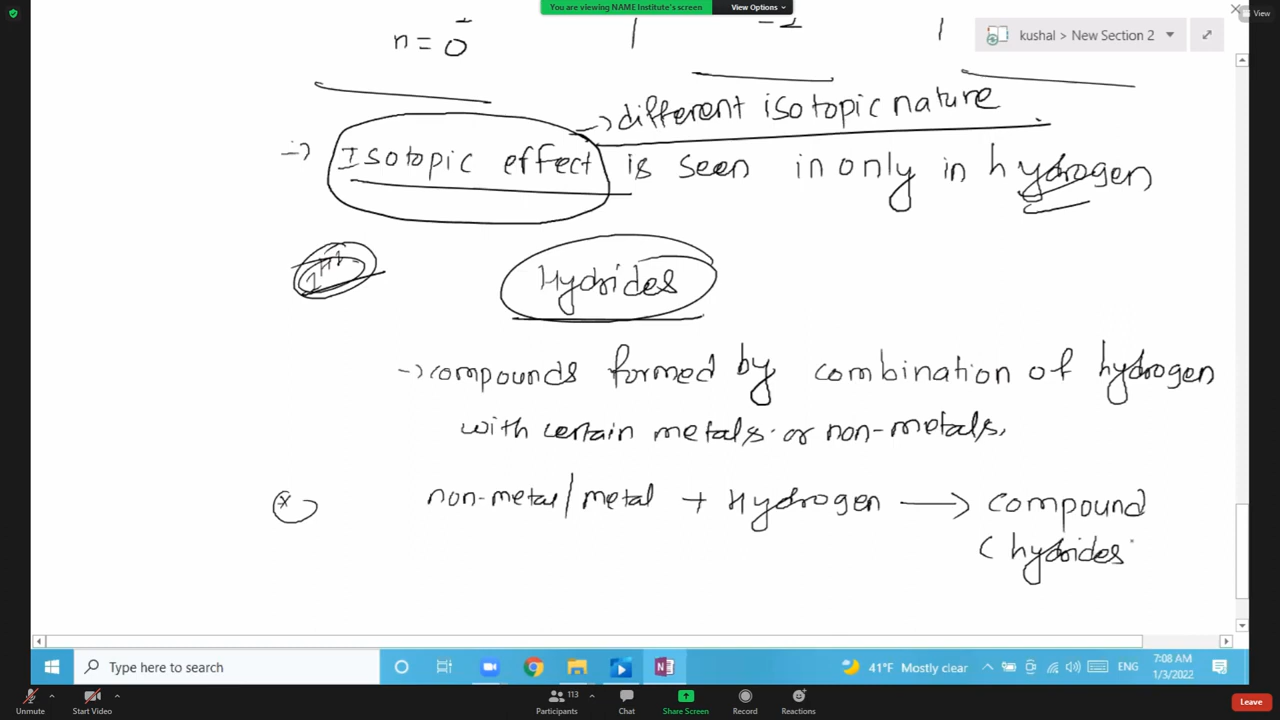 You are viewing NAME Institute's screen
View Options
View
kushal > New Section 2
n = 0
1
-2
1
→ different isotopic nature
→ Isotopic effect is seen in only in hydrogen
Hydrides
→ compounds formed by combination of hydrogen
with certain metals. or non-metals.
non-metal/metal + Hydrogen → compound
(hydrides
Type here to search
41°F Mostly clear
ENG
7:08 AM
1/3/2022
Unmute
Start Video
113
Participants
Chat
Share Screen
Record
Reactions
Leave